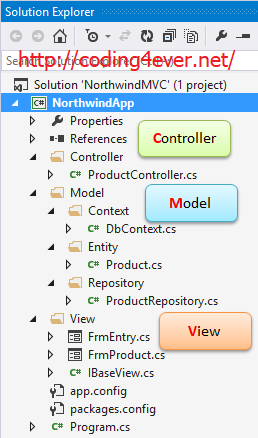 Solution Explorer
http://coding4ever.net/
Search Solution Explorer
Solution 'NorthwindMVC' (1 project)
C# NorthwindApp
Properties
References
Controller
Controller
C# ProductController.cs
Model
Model
Context
C# DbContext.cs
Entity
C# Product.cs
Repository
C# ProductRepository.cs
View
View
FrmEntry.cs
FrmProduct.cs
C# IBaseView.cs
app.config
packages.config
C# Program.cs